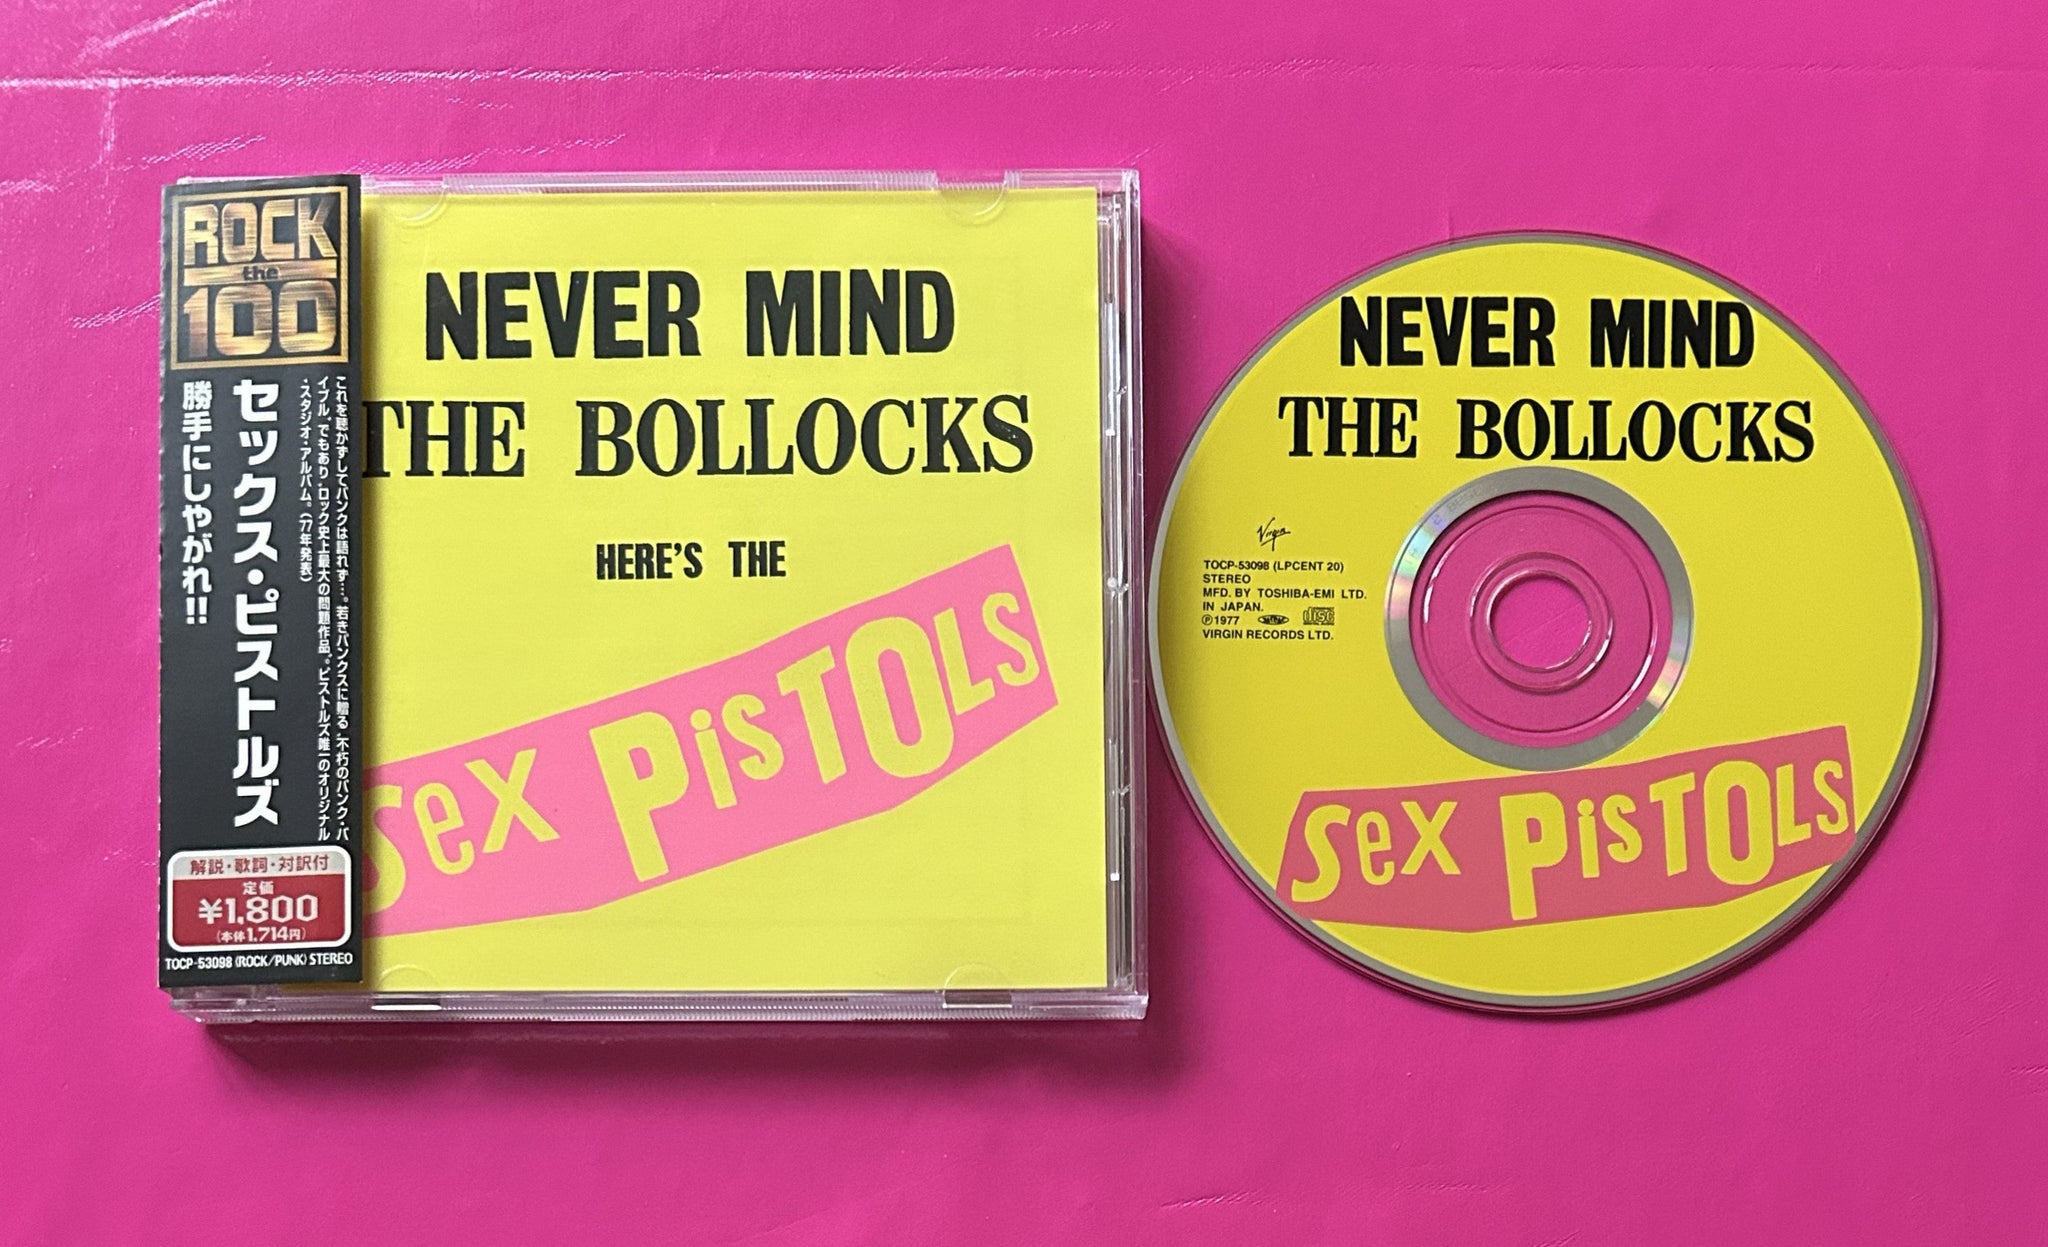 ROCK
the
100
これを聴かずしてパンクは語れず…。若きパンクスに贈る、不朽のパンク・バ
イブル、でもあり、ロック史上最大の問題作品。ピストルズ唯一のオリジナル
・スタジオ・アルバム。('77年発表)
セックス・ピストルズ
勝手にしやがれ!!
解説・歌詞・対訳付
定価
¥1,800
(本体1,714円)
TOCP-53098 (ROCK/PUNK) STEREO
NEVER MIND
THE BOLLOCKS
HERE'S THE
Sex PiSTOLS
NEVER MIND
THE BOLLOCKS
Virgin
TOCP-53098 (LPCENT 20)
STEREO
MFD. BY TOSHIBA-EMI LTD.
IN JAPAN.
Ⓟ1977
disc
VIRGIN RECORDS LTD.
Sex PiSTOLS